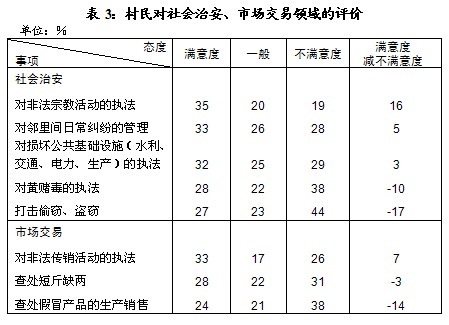 表 3：村民对社会治安、市场交易领域的评价
单位：%
态度
事项 满意度 一般 不满意度 满意度
减不满意度
社会治安
对非法宗教活动的执法 35 20 19 16
对邻里间日常纠纷的管理 33 26 28 5
对损坏公共基础设施（水利、
交通、电力、生产）的执法 32 25 29 3
对黄赌毒的执法 28 22 38 -10
打击偷窃、盗窃 27 23 44 -17
市场交易
对非法传销活动的执法 33 17 26 7
查处短斤缺两 28 22 31 -3
查处假冒产品的生产销售 24 21 38 -14